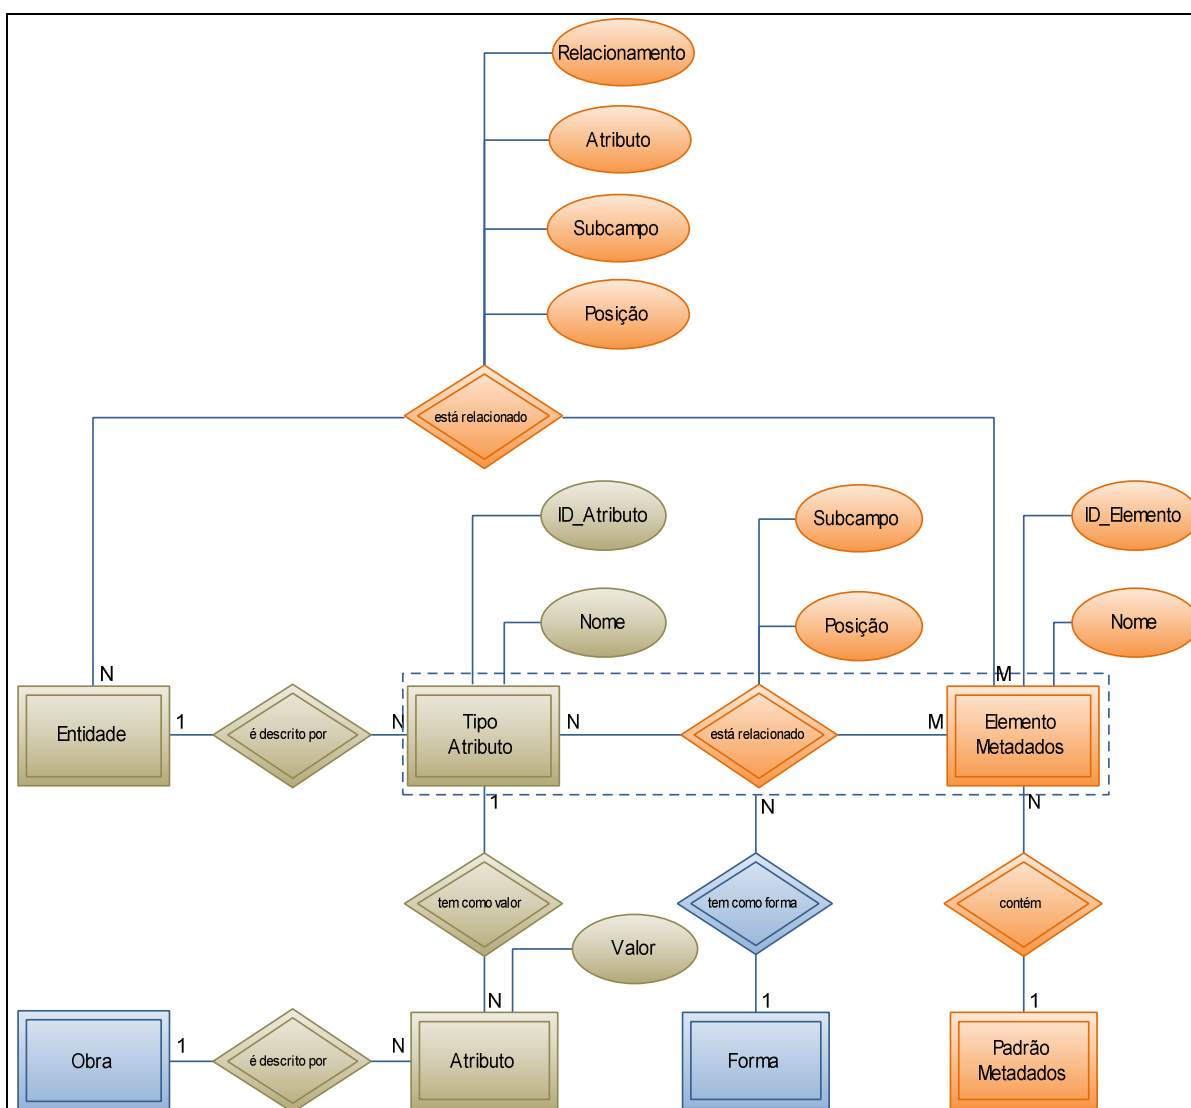 Relacionamento
Atributo
Subcampo
Posição
está relacionado
ID_Atributo
Subcampo
ID_Elemento
Nome
Posição
Nome
N
M
Entidade
1
é descrito por
N
Tipo
Atributo
N
está relacionado
M
Elemento
Metadados
1
N
N
tem como valor
tem como forma
contém
Valor
N
1
1
Obra
1
é descrito por
N
Atributo
Forma
Padrão
Metadados